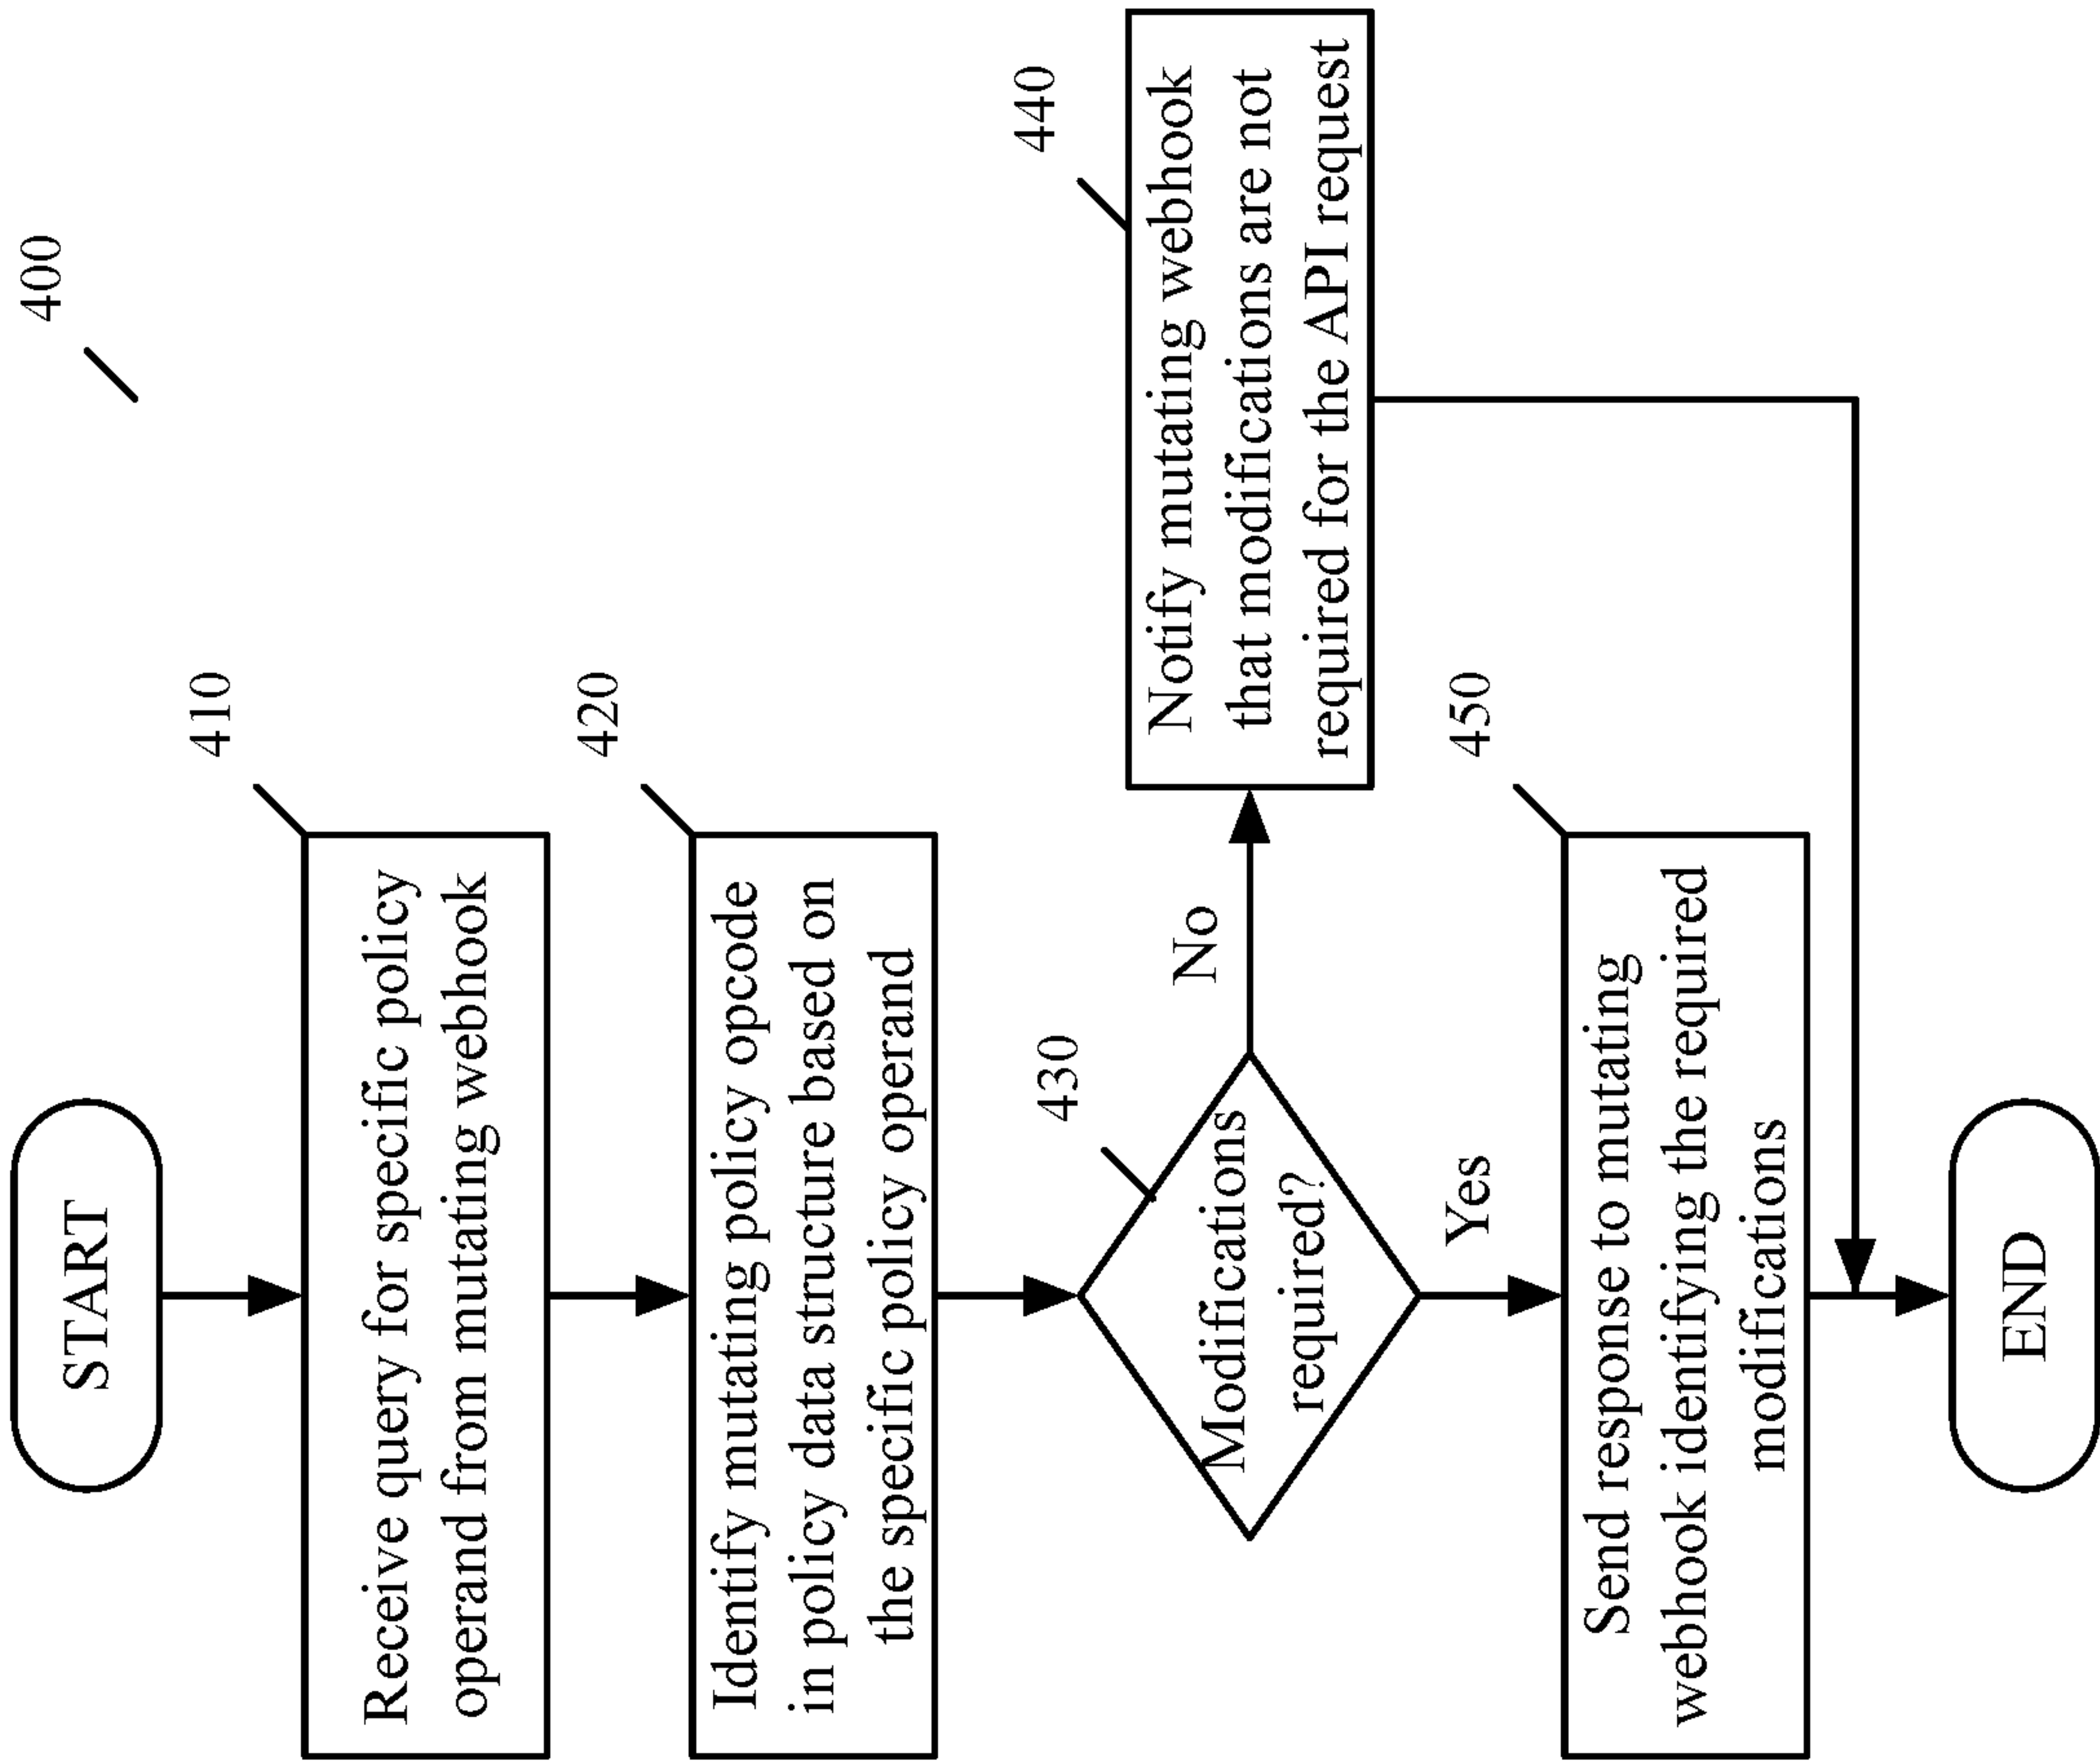 400
START
410
Receive query for specific policy
operand from mutating webhook
420
Identify mutating policy opcode
in policy data structure based on
the specific policy operand
430
Modifications
required?
No
440
Notify mutating webhook
that modifications are not
required for the API request
Yes
450
Send response to mutating
webhook identifying the required
modifications
END